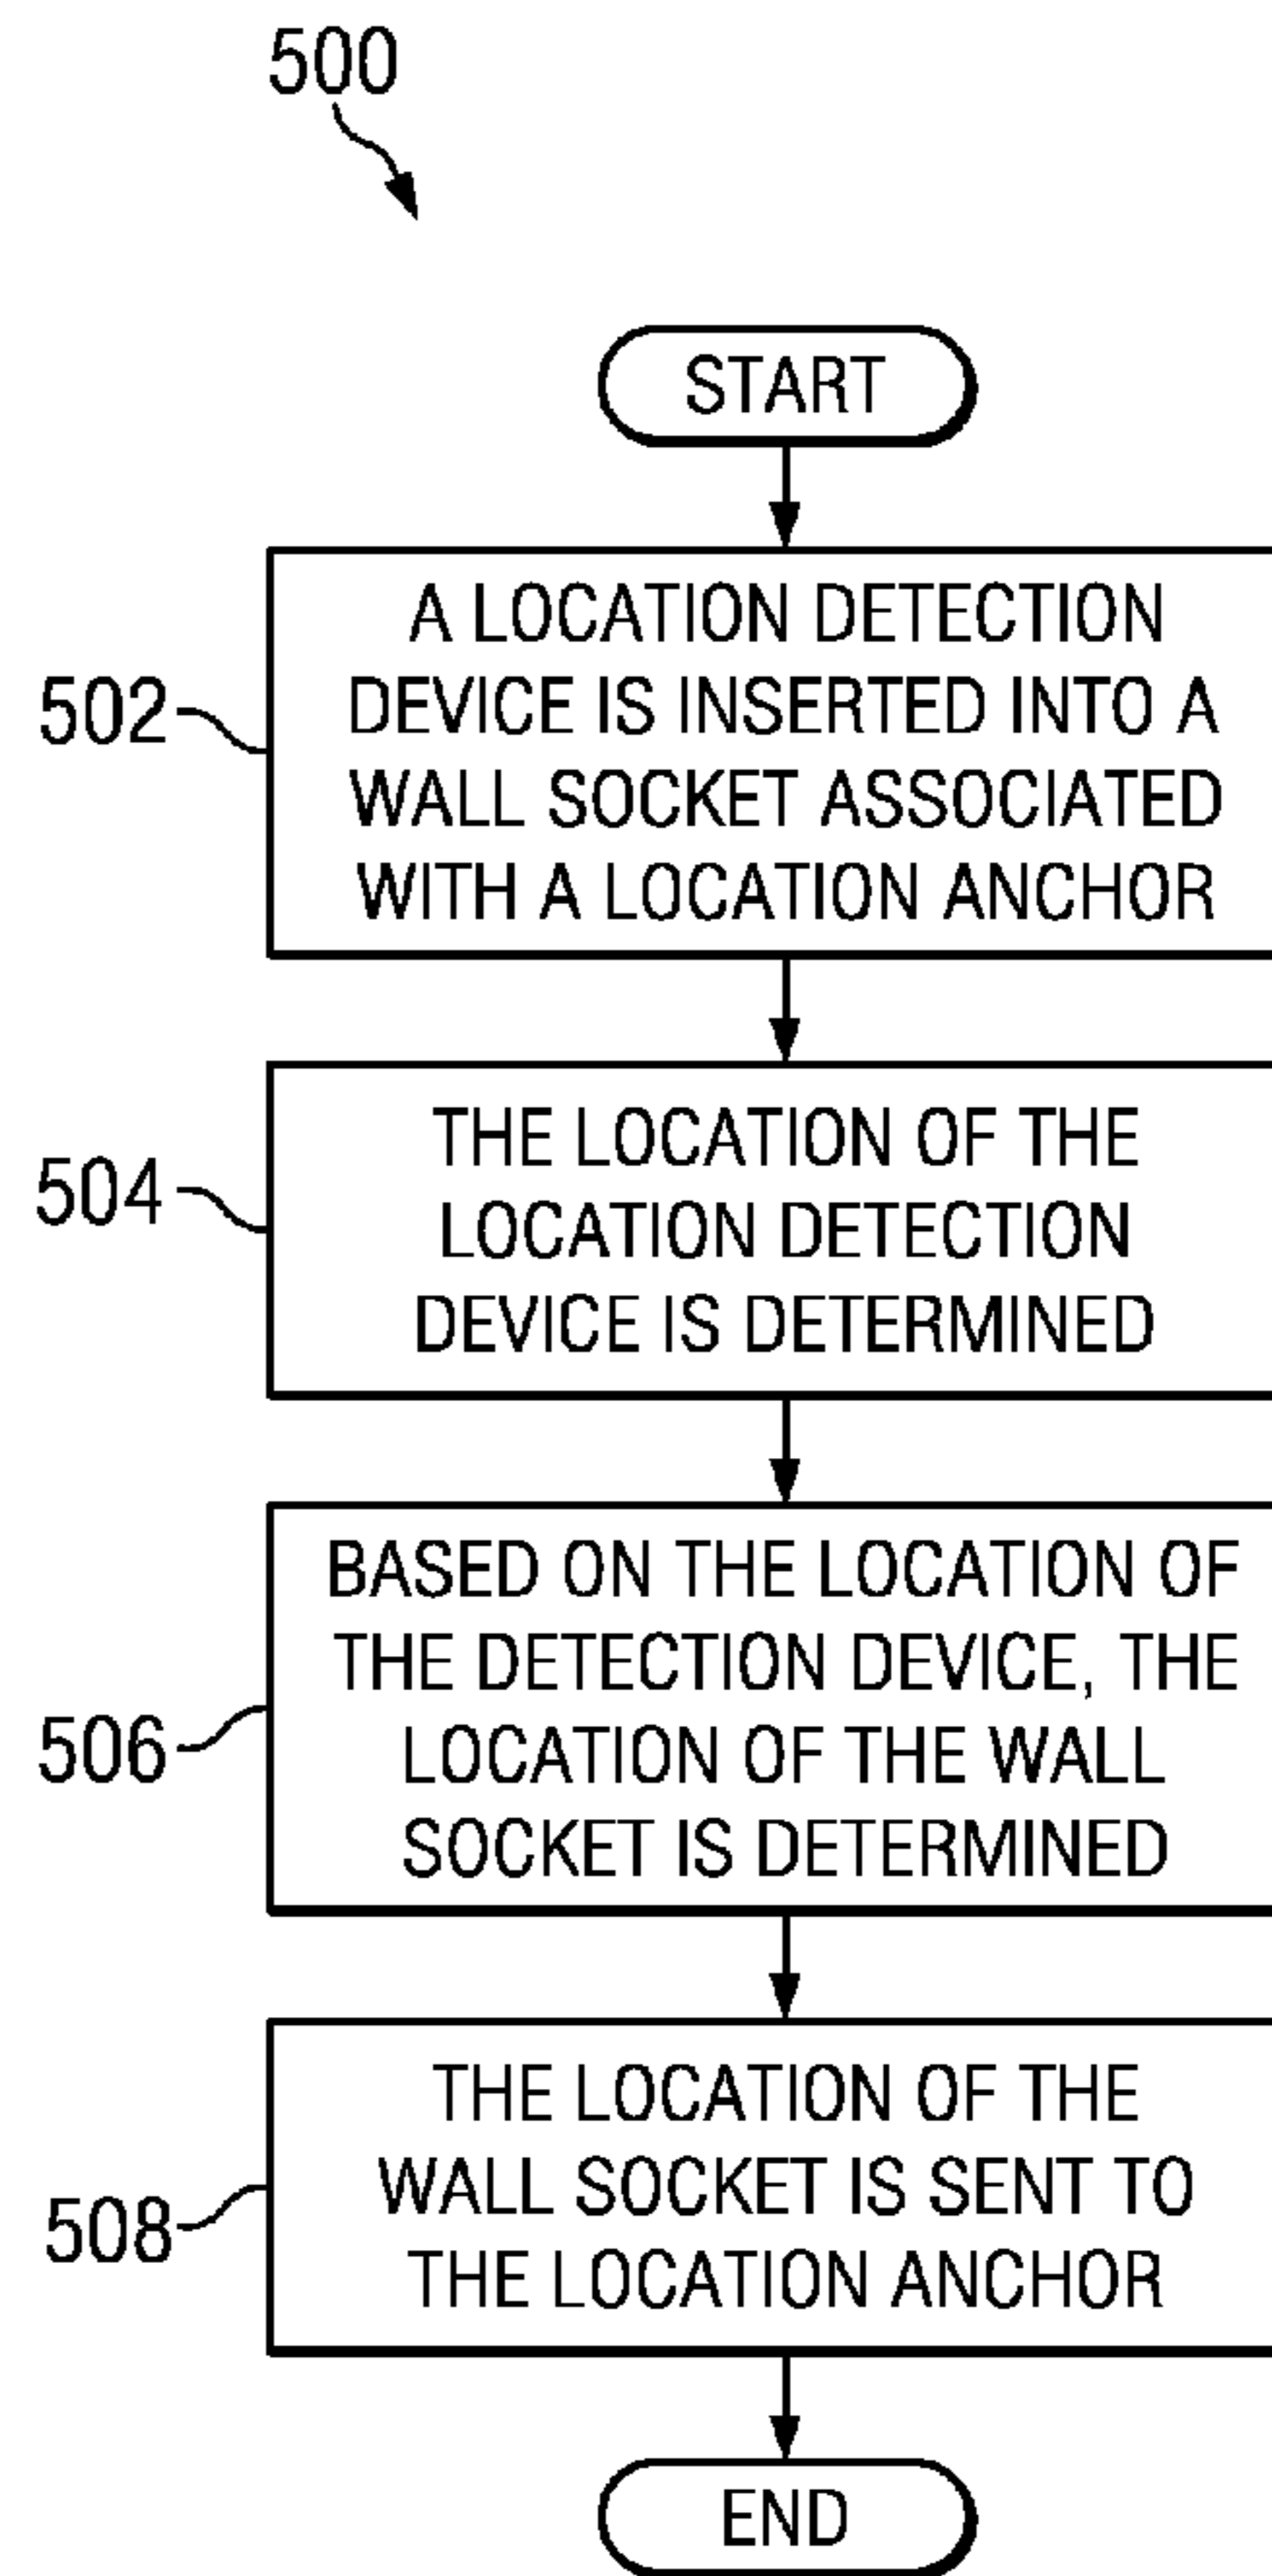 500
START
502
A LOCATION DETECTION
DEVICE IS INSERTED INTO A
WALL SOCKET ASSOCIATED
WITH A LOCATION ANCHOR
504
THE LOCATION OF THE
LOCATION DETECTION
DEVICE IS DETERMINED
506
BASED ON THE LOCATION OF
THE DETECTION DEVICE, THE
LOCATION OF THE WALL
SOCKET IS DETERMINED
508
THE LOCATION OF THE
WALL SOCKET IS SENT TO
THE LOCATION ANCHOR
END